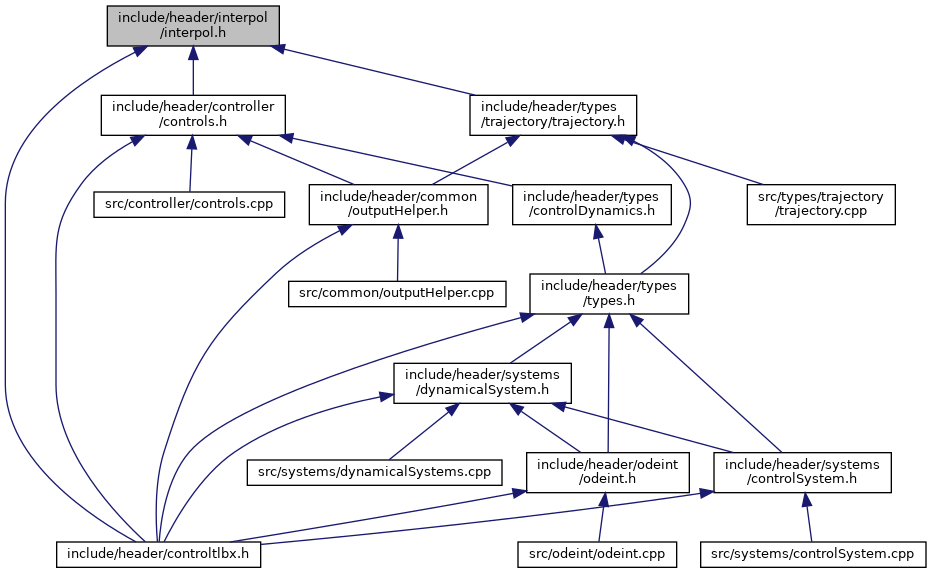 include/header/interpol
/interpol.h
include/header/controller
/controls.h
include/header/types
/trajectory/trajectory.h
src/controller/controls.cpp
include/header/common
/outputHelper.h
include/header/types
/controlDynamics.h
src/types/trajectory
/trajectory.cpp
src/common/outputHelper.cpp
include/header/types
/types.h
include/header/systems
/dynamicalSystem.h
src/systems/dynamicalSystems.cpp
include/header/odeint
/odeint.h
include/header/systems
/controlSystem.h
include/header/controltlbx.h
src/odeint/odeint.cpp
src/systems/controlSystem.cpp